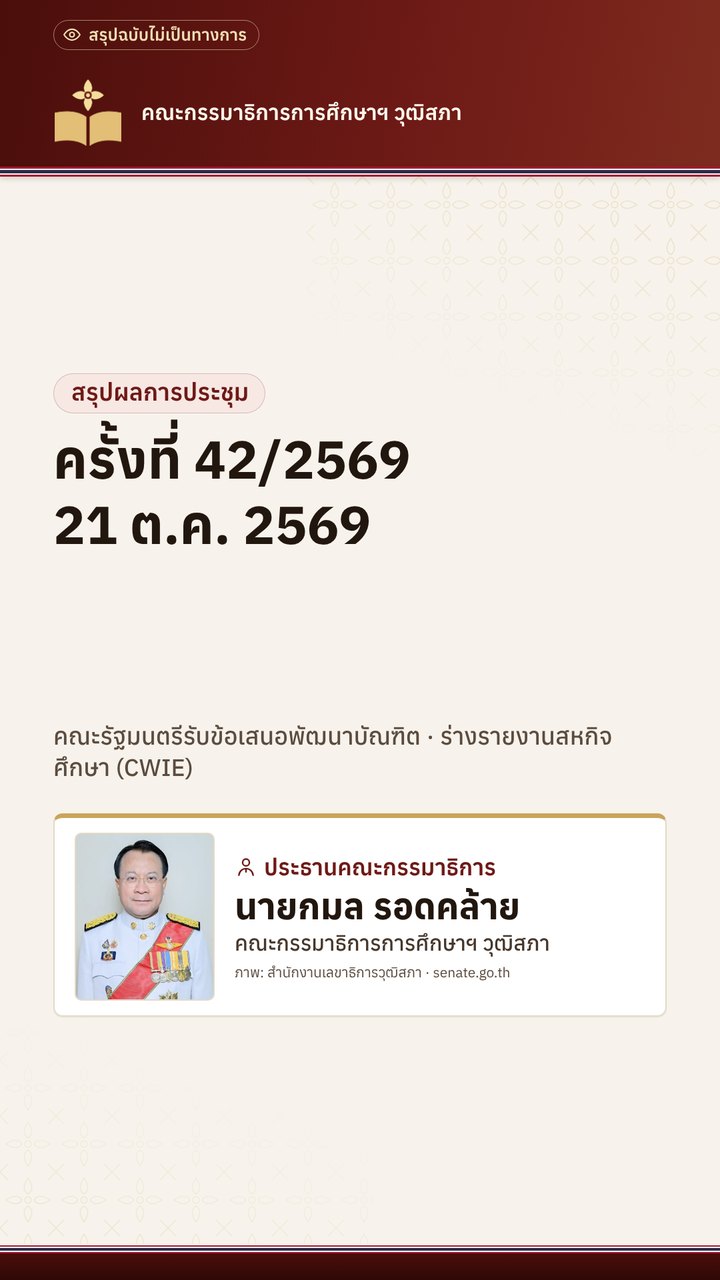 สรุปฉบับไม่เป็นทางการ
คณะกรรมาธิการการศึกษาฯ วุฒิสภา
สรุปผลการประชุม
ครั้งที่ 42/2569
21 ต.ค. 2569
คณะรัฐมนตรีรับข้อเสนอพัฒนาบัณฑิต · ร่างรายงานสหกิจ
ศึกษา (CWIE)
ประธานคณะกรรมาธิการ
นายกมล รอดคล้าย
คณะกรรมาธิการการศึกษาฯ วุฒิสภา
ภาพ: สำนักงานเลขาธิการวุฒิสภา · senate.go.th